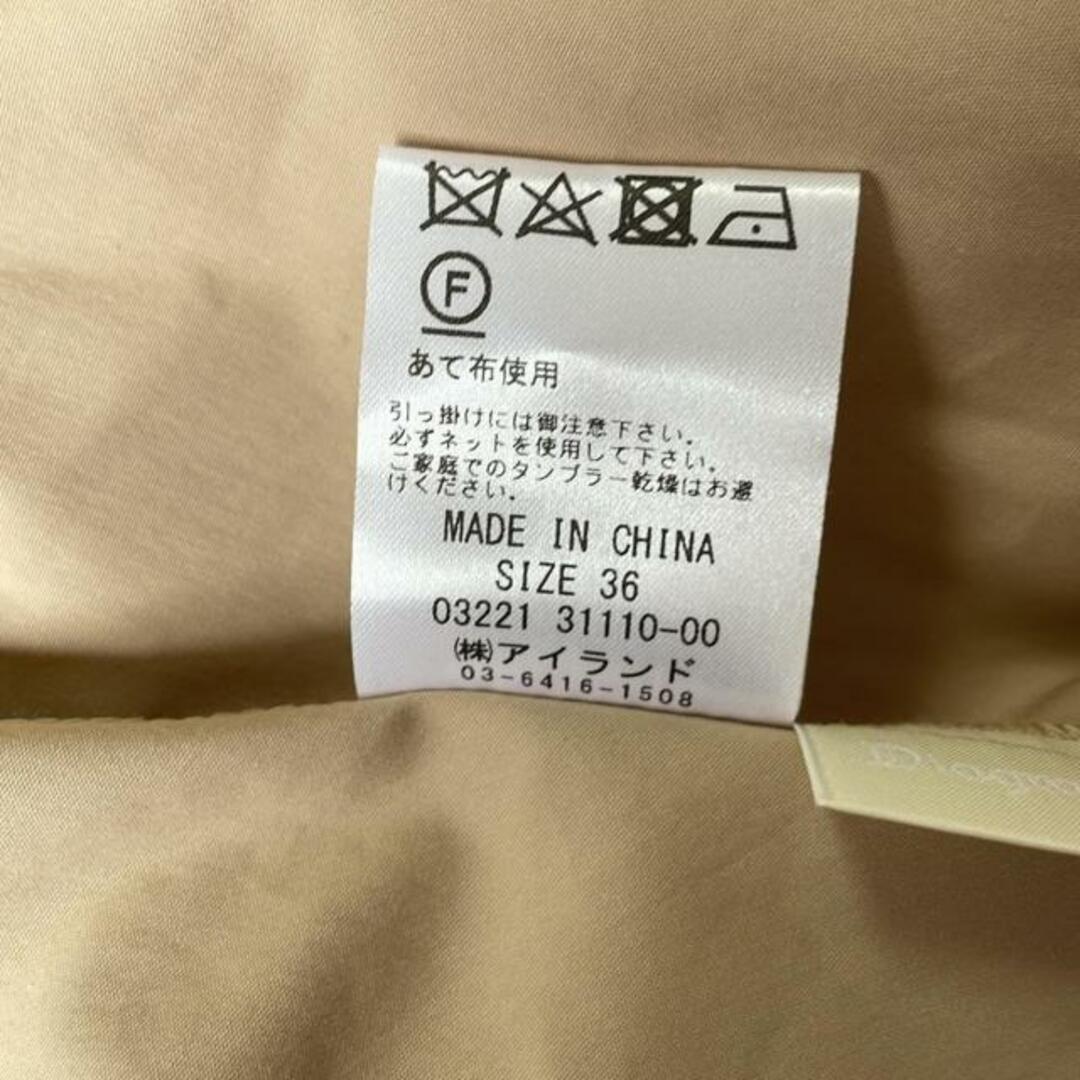 F
あて布使用
引っ掛けには御注意下さい.
必ずネットを使用して下さい.
ご家庭でのタンブラー乾燥はお避
けください.
MADE IN CHINA
SIZE 36
03221 31110-00
㈱アイランド
03-6416-1508